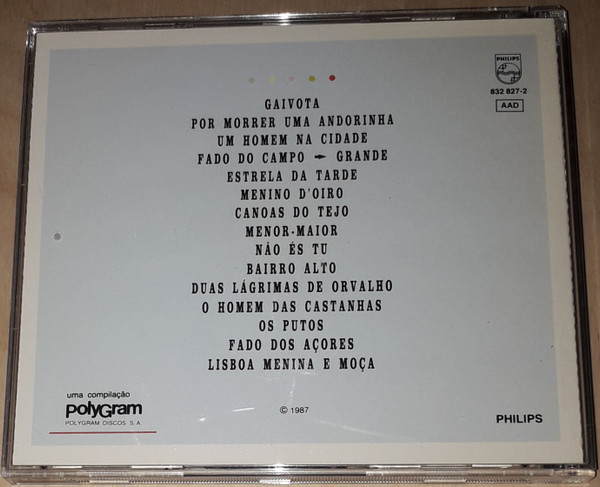 PHILIPS
832 827-2
AAD
GAIVOTA
POR MORRER UMA ANDORINHA
UM HOMEM NA CIDADE
FADO DO CAMPO - GRANDE
ESTRELA DA TARDE
MENINO D'OIRO
CANOAS DO TEJO
MENOR-MAIOR
NÃO ÉS TU
BAIRRO ALTO
DUAS LÁGRIMAS DE ORVALHO
O HOMEM DAS CASTANHAS
OS PUTOS
FADO DOS AÇORES
LISBOA MENINA E MOÇA
uma compilação
polyGram
POLYGRAM DISCOS S.A.
© 1987
PHILIPS